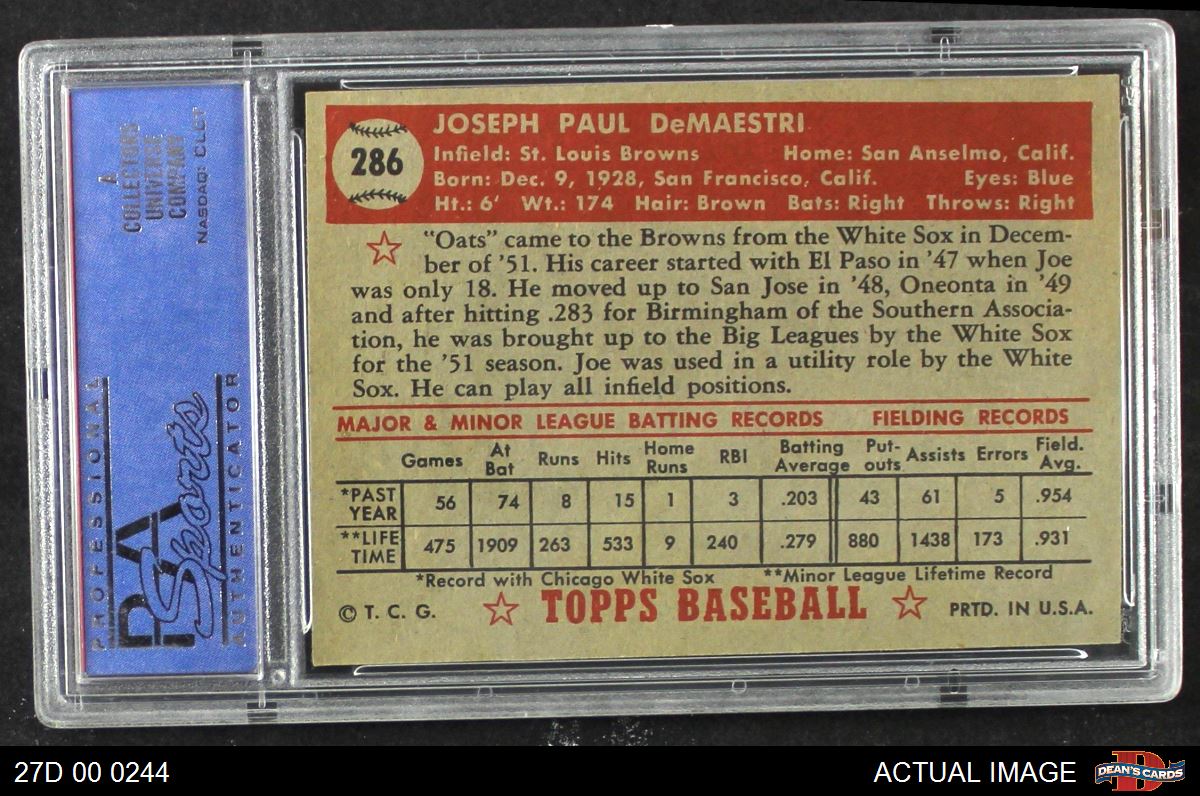 A
COLLECTORS
UNIVERSE
COMPANY
NASDAQ: CLCT
PROFESSIONAL
PSA
Sports
AUTHENTICATOR
286
JOSEPH PAUL DeMAESTRI
Infield: St. Louis Browns Home: San Anselmo, Calif.
Born: Dec. 9, 1928, San Francisco, Calif. Eyes: Blue
Ht.: 6' Wt.: 174 Hair: Brown Bats: Right Throws: Right
"Oats" came to the Browns from the White Sox in Decem-
ber of '51. His career started with El Paso in '47 when Joe
was only 18. He moved up to San Jose in '48, Oneonta in '49
and after hitting .283 for Birmingham of the Southern Associa-
tion, he was brought up to the Big Leagues by the White Sox
for the '51 season. Joe was used in a utility role by the White
Sox. He can play all infield positions.
MAJOR & MINOR LEAGUE BATTING RECORDS FIELDING RECORDS
Games At Bat Runs Hits Home Runs RBI Batting Average Put-outs Assists Errors Field. Avg.
*PAST YEAR 56 74 8 15 1 3 .203 43 61 5 .954
**LIFE TIME 475 1909 263 533 9 240 .279 880 1438 173 .931
*Record with Chicago White Sox **Minor League Lifetime Record
© T. C. G. TOPPS BASEBALL PRTD. IN U.S.A.
27D 00 0244 ACTUAL IMAGE DEAN'S CARDS